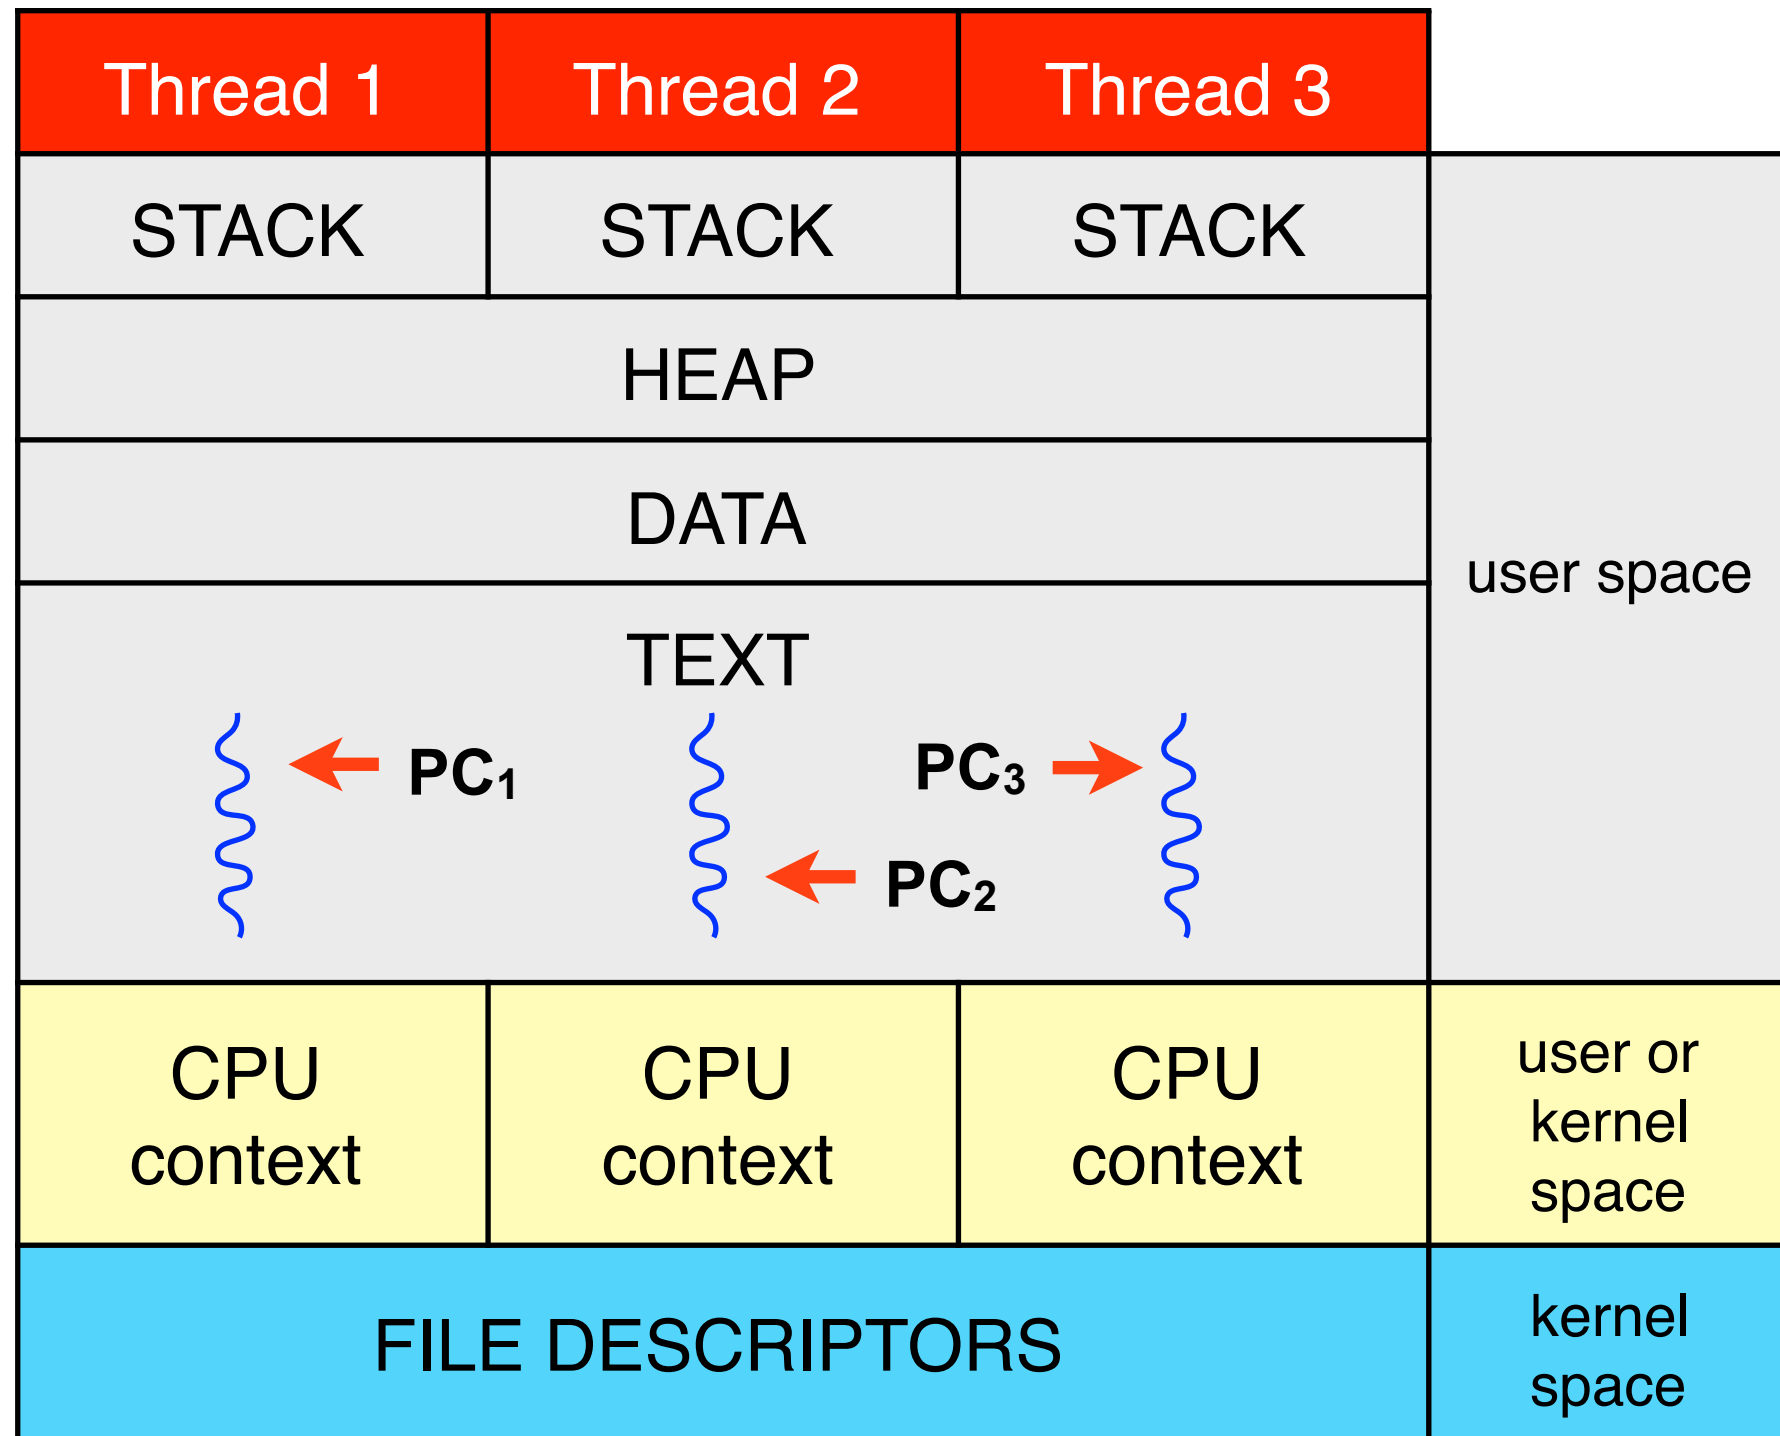 Thread 1 Thread 2 Thread 3
STACK STACK STACK
HEAP
DATA
user space
TEXT
PC₁ PC₃
PC₂
CPU context CPU context CPU context
user or
kernel
space
FILE DESCRIPTORS
kernel
space